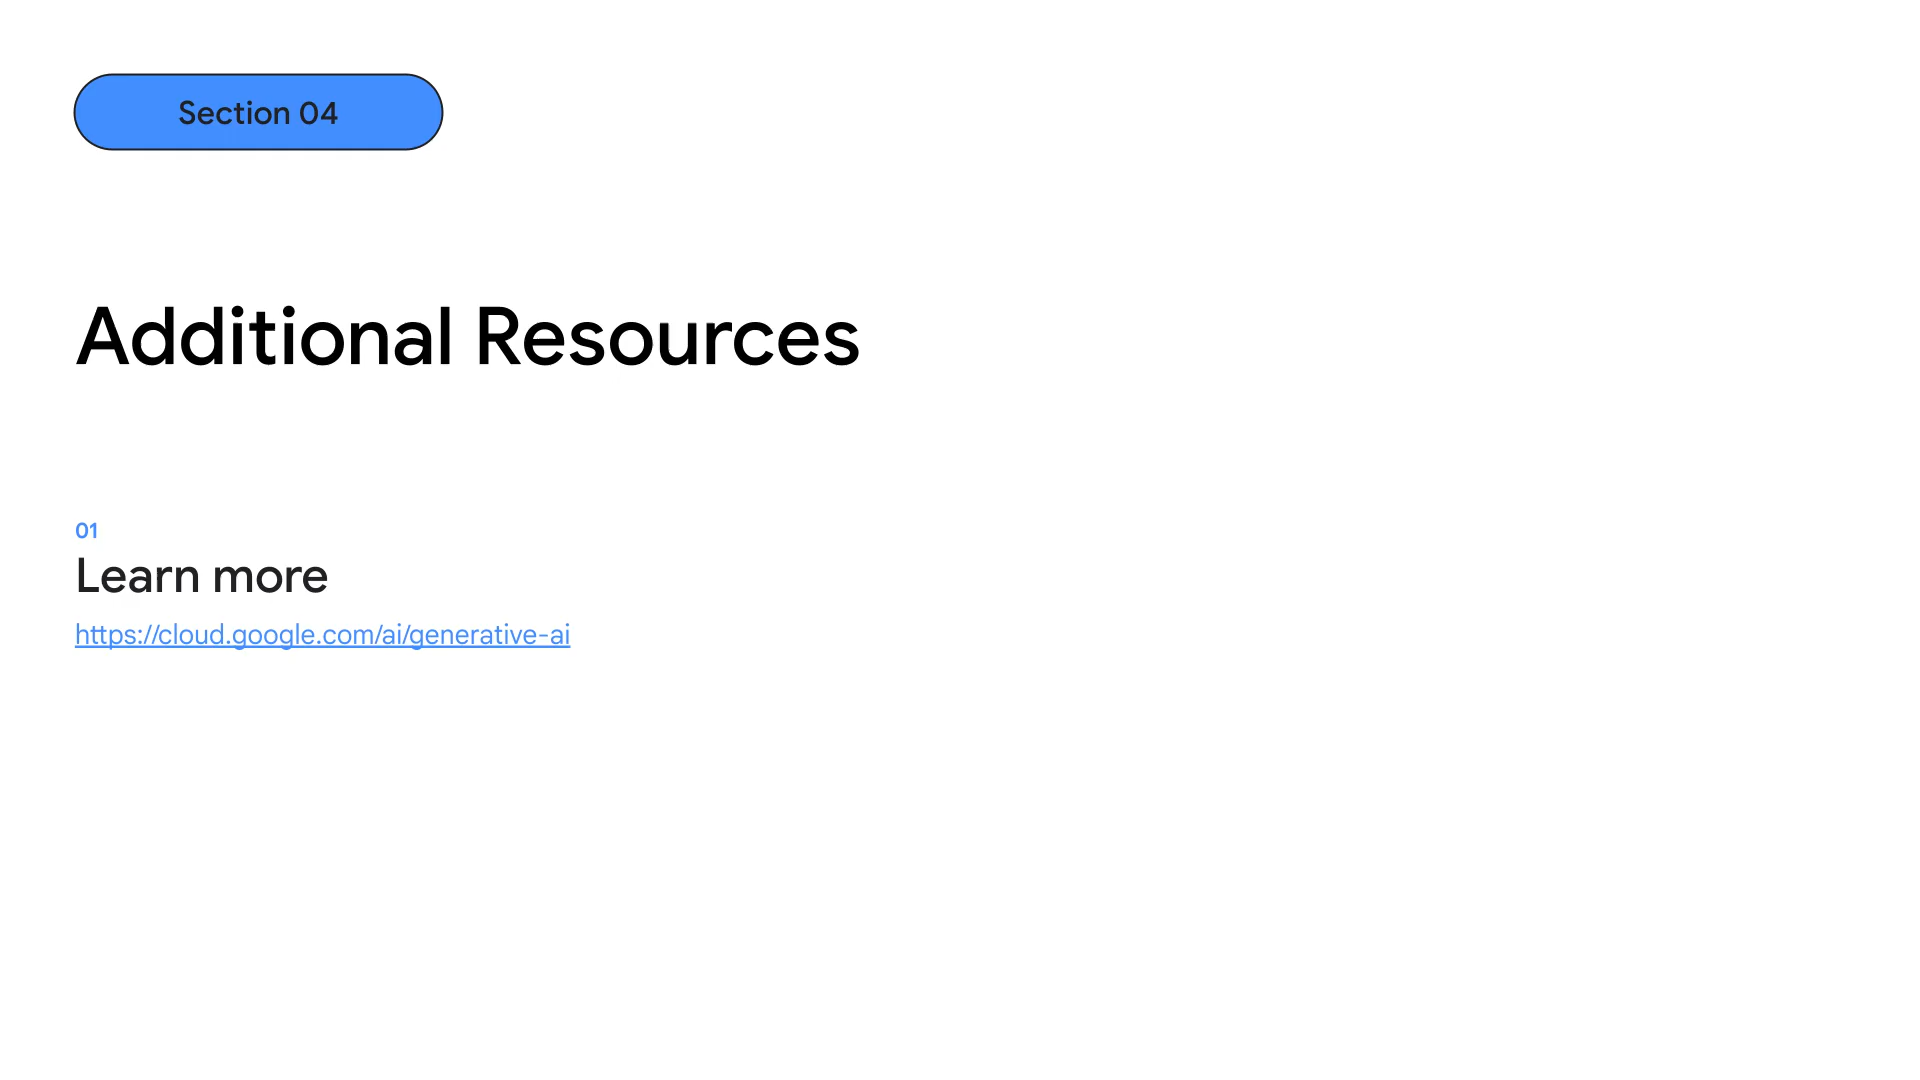 Section 04
Additional Resources
01
Learn more
https://cloud.google.com/ai/generative-ai